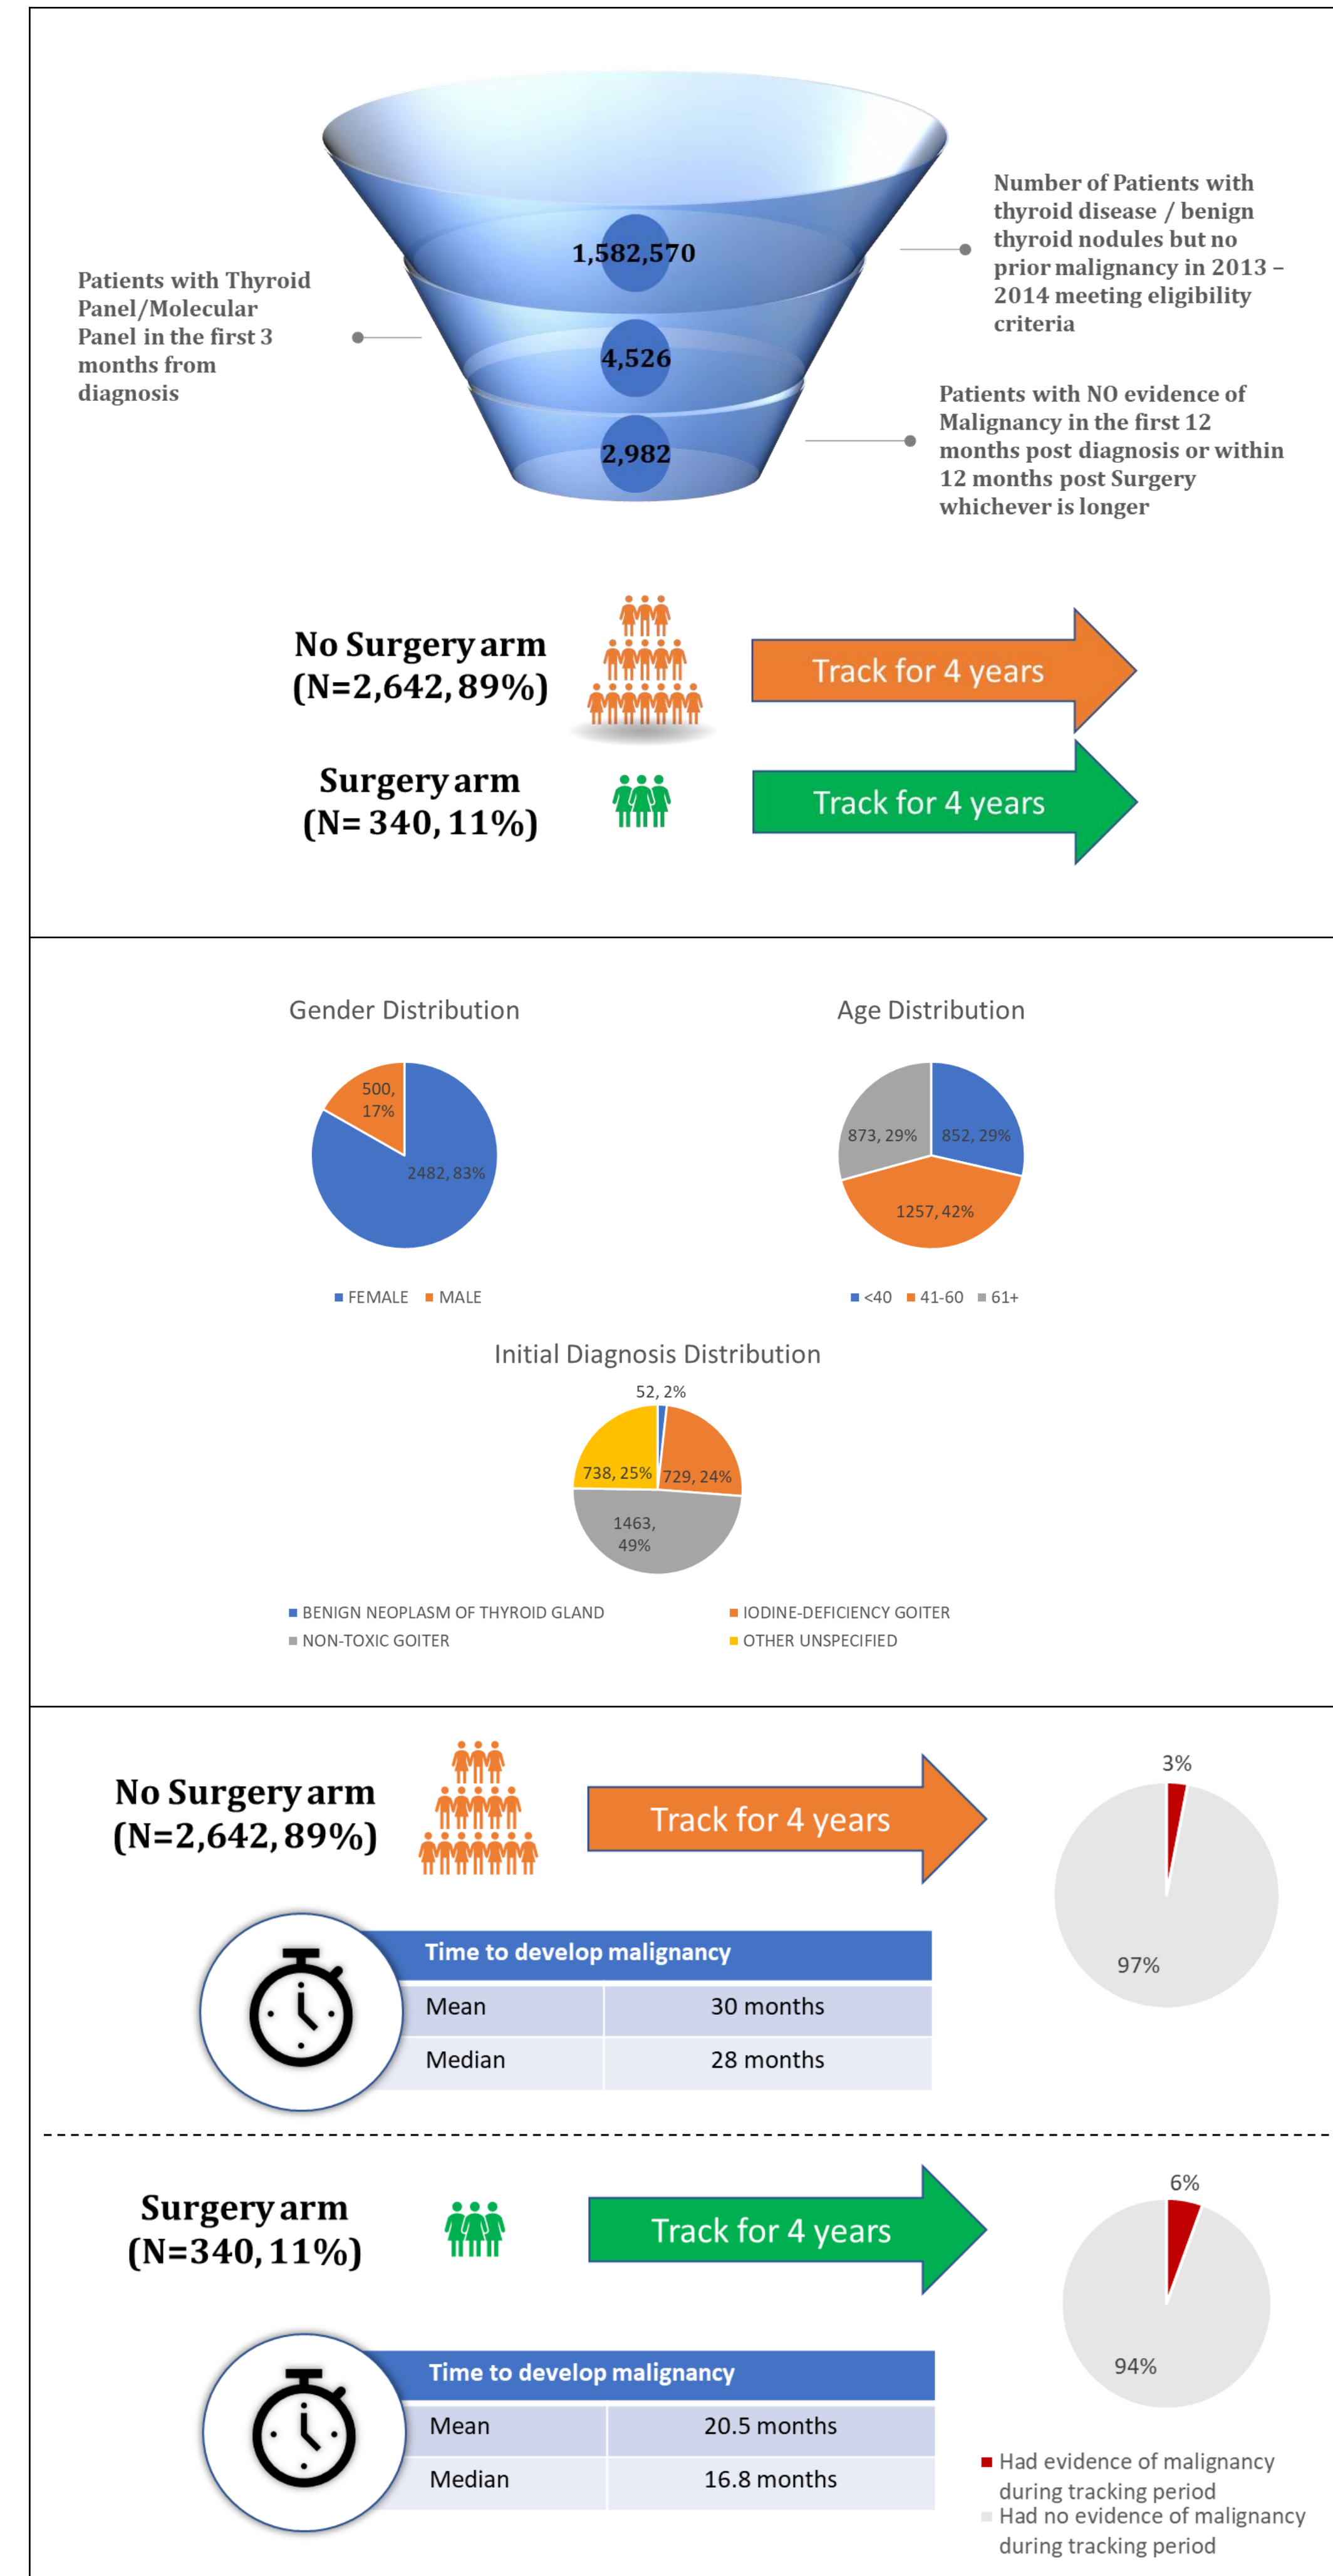 1,582,570
4,526
2,982
Number of Patients with
thyroid disease / benign
thyroid nodules but no
prior malignancy in 2013 –
2014 meeting eligibility
criteria
Patients with Thyroid
Panel/Molecular
Panel in the first 3
months from
diagnosis
Patients with NO evidence of
Malignancy in the first 12
months post diagnosis or within
12 months post Surgery
whichever is longer
No Surgery arm
(N=2,642, 89%)
Track for 4 years
Surgery arm
(N= 340, 11%)
Track for 4 years
Gender Distribution
500,
17%
2482, 83%
FEMALE
MALE
Age Distribution
873, 29%
852, 29%
1257, 42%
<40
41-60
61+
Initial Diagnosis Distribution
52, 2%
738, 25%
729, 24%
1463,
49%
BENIGN NEOPLASM OF THYROID GLAND
IODINE-DEFICIENCY GOITER
NON-TOXIC GOITER
OTHER UNSPECIFIED
No Surgery arm
(N=2,642, 89%)
Track for 4 years
3%
97%
Time to develop malignancy
Mean
30 months
Median
28 months
Surgery arm
(N=340, 11%)
Track for 4 years
6%
94%
Time to develop malignancy
Mean
20.5 months
Median
16.8 months
Had evidence of malignancy
during tracking period
Had no evidence of malignancy
during tracking period